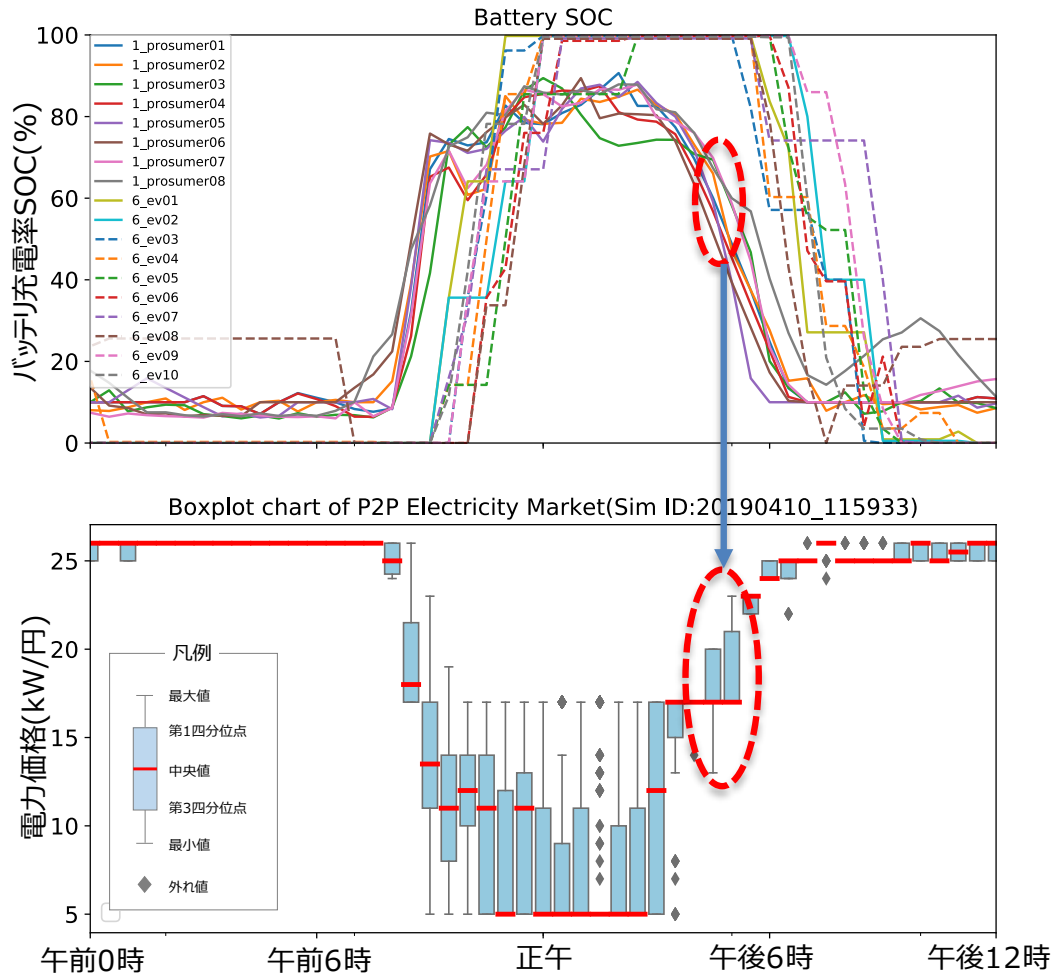 Battery SOC
バッテリ充電率SOC(%)
100
80
60
40
20
0
1_prosumer01
1_prosumer02
1_prosumer03
1_prosumer04
1_prosumer05
1_prosumer06
1_prosumer07
1_prosumer08
6_ev01
6_ev02
6_ev03
6_ev04
6_ev05
6_ev06
6_ev07
6_ev08
6_ev09
6_ev10
Boxplot chart of P2P Electricity Market(Sim ID:20190410_115933)
電力価格(kW/円)
25
20
15
10
5
凡例
最大値
第1四分位点
中央値
第3四分位点
最小値
外れ値
午前0時
午前6時
正午
午後6時
午後12時